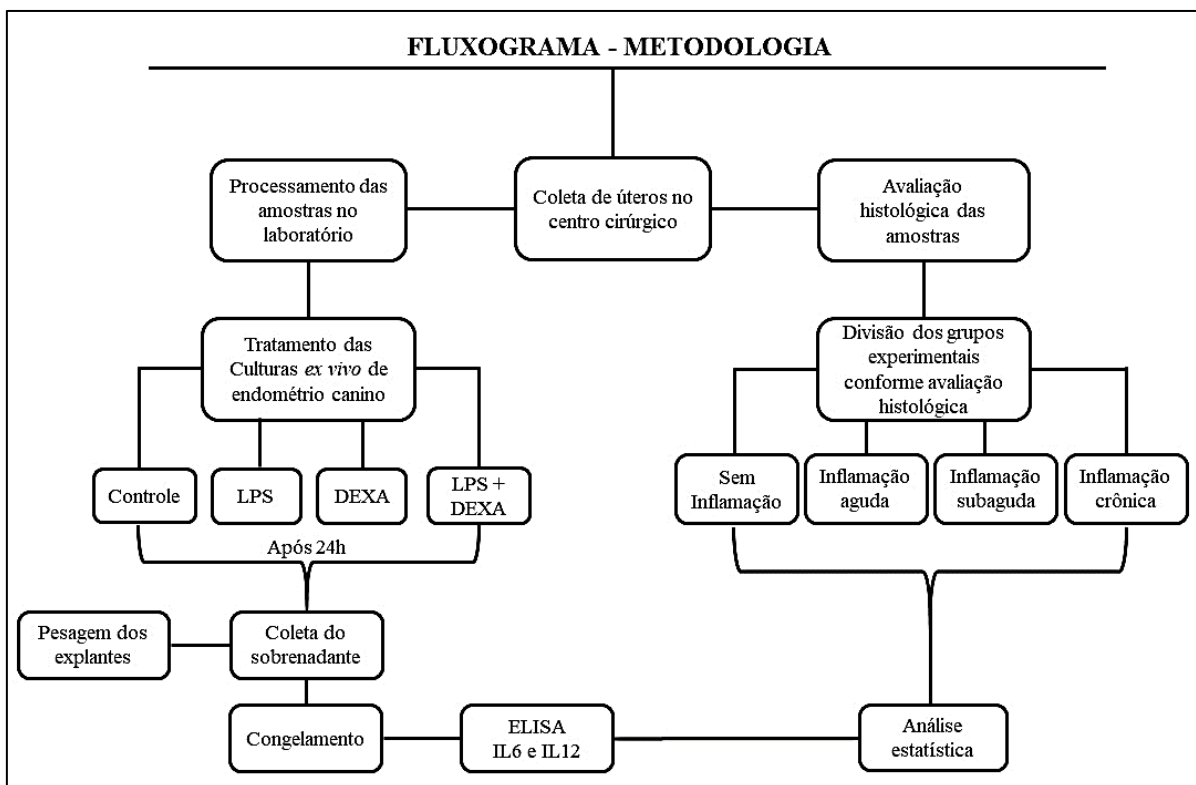 FLUXOGRAMA - METODOLOGIA
Processamento das
amostras no
laboratório
Coleta de úteros no
centro cirúrgico
Avaliação
histológica das
amostras
Tratamento das
Culturas ex vivo de
endométrio canino
Divisão dos grupos
experimentais
conforme avaliação
histológica
Controle
LPS
DEXA
LPS +
DEXA
Sem
Inflamação
Inflamação
aguda
Inflamação
subaguda
Inflamação
crônica
Após 24h
Pesagem dos
explantes
Coleta do
sobrenadante
Congelamento
ELISA
IL6 e IL12
Análise
estatística